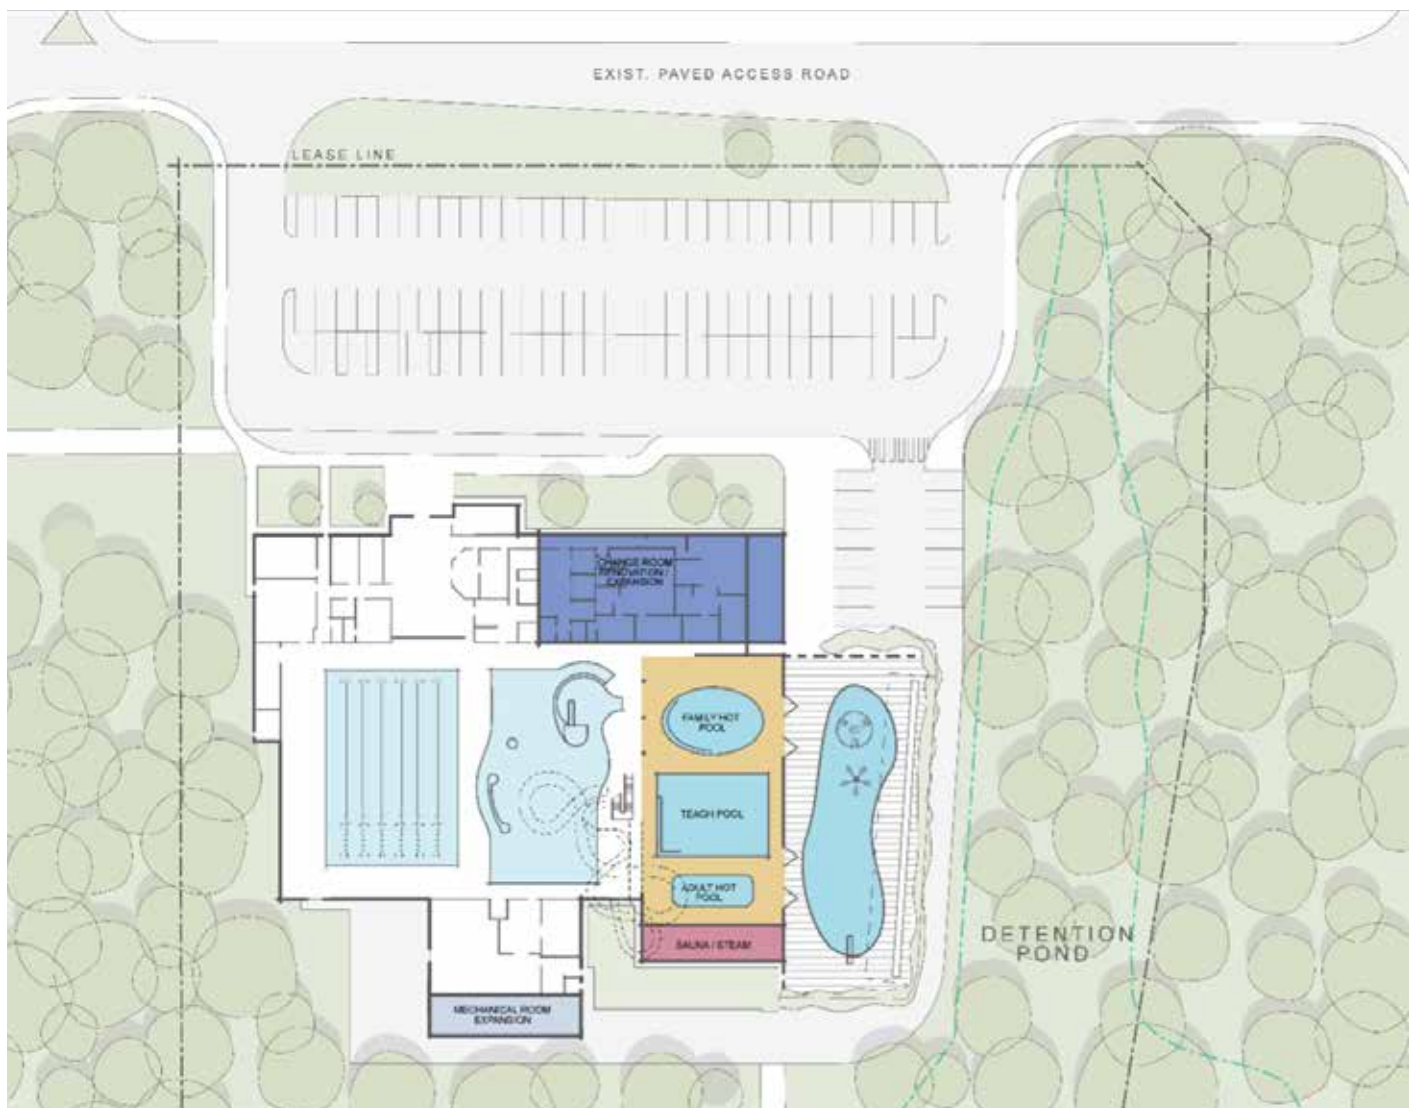 EXIST. PAVED ACCESS ROAD
LEASE LINE
CHANGE ROOM
RENOVATION /
EXPANSION
FAMILY HOT
POOL
TEACH POOL
ADULT HOT
POOL
SAUNA / STEAM
DETENTION
POND
MECHANICAL ROOM
EXPANSION